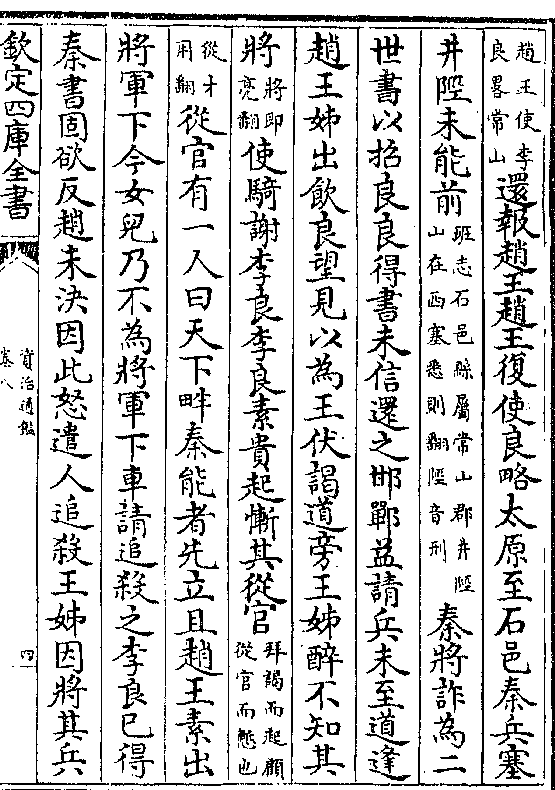 趙王使李良畧常山還報趙王趙王復使良略太原至石邑秦兵塞
井陘未能前班志石邑縣屬常山郡井陘山在西塞悉則翻陘音刑秦將詐為二
世書以招良良得書未信還之邯鄲益請兵未至道逢
趙王姊出飲良望見以為王伏謁道旁王姊醉不知其
將將即亮翻使騎謝李良李良素貴起慚其從官拜謁而起顧從官而慙也
從才用翻從官有一人曰天下畔秦能者先立且趙王素出
將軍下今女兒乃不為將軍下車請追殺之李良已得
秦書固欲反趙未決因此怒遣人追殺王姊因將其兵
欽定四庫全書
資治通鑑
卷八
四